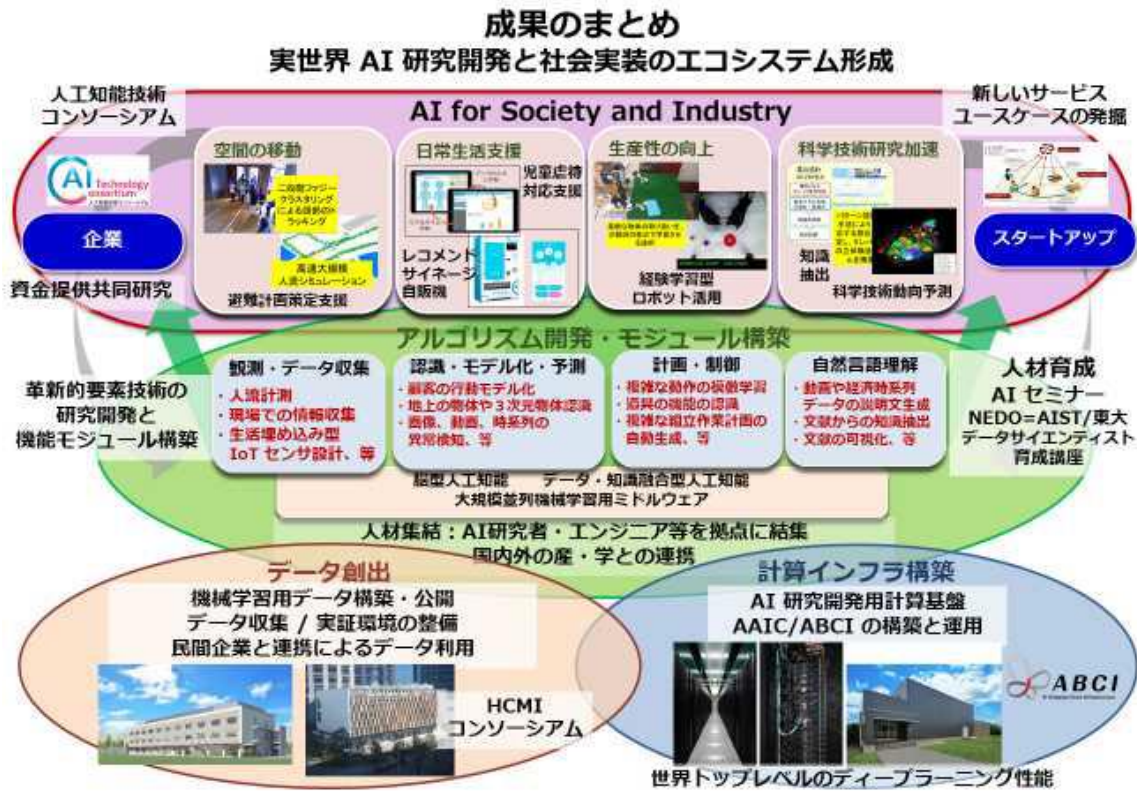 成果のまとめ
実世界 AI 研究開発と社会実装のエコシステム形成
人工知能技術
コンソーシアム
AI for Society and Industry
新しいサービス
ユースケースの発掘
AI Technology
Consortium
企業
資金提供共同研究
空間の移動
二段階ファジー
クラスタリング
による目的のト
ラッキング
高速大規模
人流シミュレーション
避難計画策定支援
日常生活支援
児童虐待
対応支援
レコメンド
サイネージ
自販機
生産性の向上
経験学習型
ロボット活用
科学技術研究加速
知識
抽出
科学技術動向予測
スタートアップ
アルゴリズム開発・モジュール構築
革新的要素技術の
研究開発と
機能モジュール構築
観測・データ収集
・人流計測
・現場での情報収集
・生活埋め込み型
IoT センサ設計、等
認識・モデル化・予測
・顧客の行動モデル化
・地上の物体や3次元物体認識
・画像、動画、時系列の
異常検知、等
計画・制御
・複雑な動作の模倣学習
・道具の機能の認識
・複雑な組立作業計画の
自動生成、等
自然言語理解
・動画や経済時系列
データの説明文生成
・文献からの知識抽出
・文献の可視化、等
人材育成
AI セミナー
NEDO=AIST/東大
データサイエンティスト
育成講座
脳型人工知能 データ・知識融合型人工知能
大規模並列機械学習用ミドルウェア
人材集結：AI研究者・エンジニア等を拠点に結集
国内外の産・学との連携
データ創出
機械学習用データ構築・公開
データ収集 / 実証環境の整備
民間企業と連携によるデータ利用
HCMI
コンソーシアム
計算インフラ構築
AI 研究開発用計算基盤
AAIC/ABCI の構築と運用
ABCI
世界トップレベルのディープラーニング性能